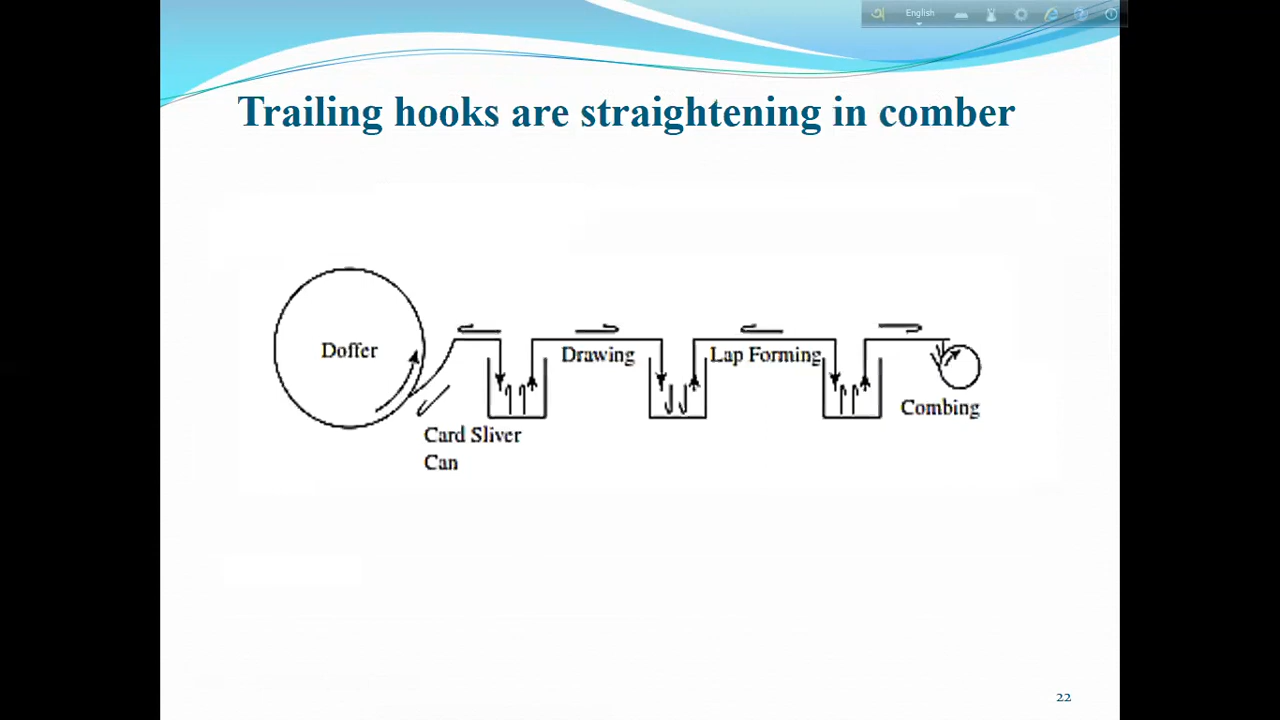 English
Trailing hooks are straightening in comber
Doffer
Drawing
Lap Forming
Combing
Card Sliver
Can
22